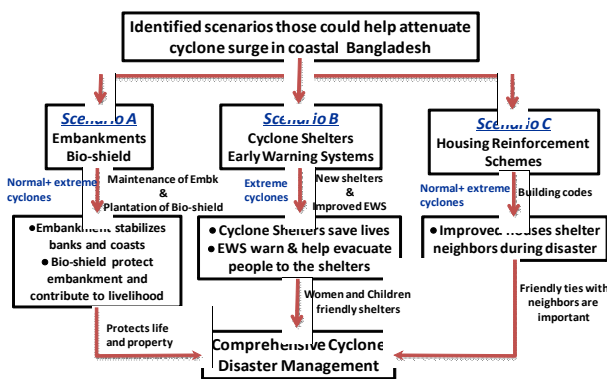 Identified scenarios those could help attenuate
cyclone surge in coastal Bangladesh
Scenario A
Embankments
Bio-shield
Scenario B
Cyclone Shelters
Early Warning Systems
Scenario C
Housing Reinforcement
Schemes
Normal+ extreme
cyclones
Maintenance of Embk
&
Plantation of Bio-shield
Extreme
cyclones
New shelters
&
Improved EWS
Normal+ extreme
cyclones
Building codes
●Embankment stabilizes
banks and coasts
● Bio-shield protect
embankment and
contribute to livelihood
● Cyclone Shelters save lives
● EWS warn & help evacuate
people to the shelters
● Improved houses shelter
neighbors during disaster
Protects life
and property
Women and Children
friendly shelters
Friendly ties with
neighbors are
important
Comprehensive Cyclone
Disaster Management